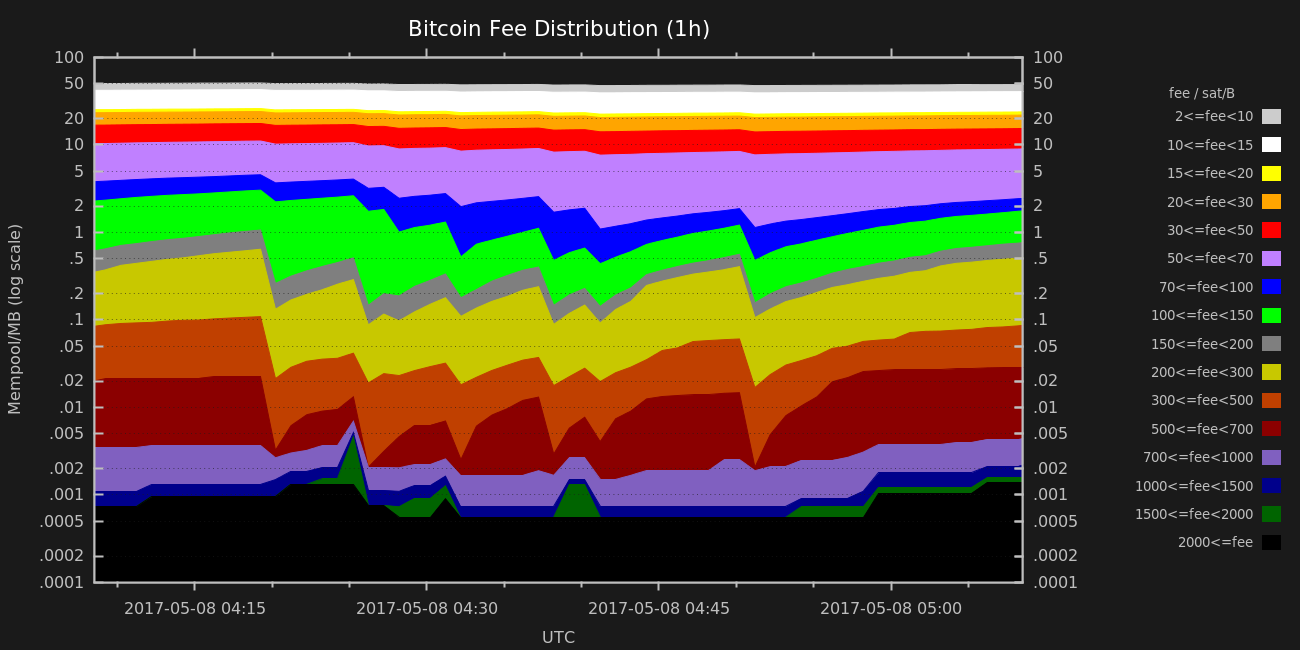 Bitcoin Fee Distribution (1h)
Mempool/MB (log scale)
100
50
20
10
5
2
1
.5
.2
.1
.05
.02
.01
.005
.002
.001
.0005
.0002
.0001
100
50
20
10
5
2
1
.5
.2
.1
.05
.02
.01
.005
.002
.001
.0005
.0002
.0001
2017-05-08 04:15
2017-05-08 04:30
2017-05-08 04:45
2017-05-08 05:00
UTC
fee / sat/B
2<=fee<10
10<=fee<15
15<=fee<20
20<=fee<30
30<=fee<50
50<=fee<70
70<=fee<100
100<=fee<150
150<=fee<200
200<=fee<300
300<=fee<500
500<=fee<700
700<=fee<1000
1000<=fee<1500
1500<=fee<2000
2000<=fee